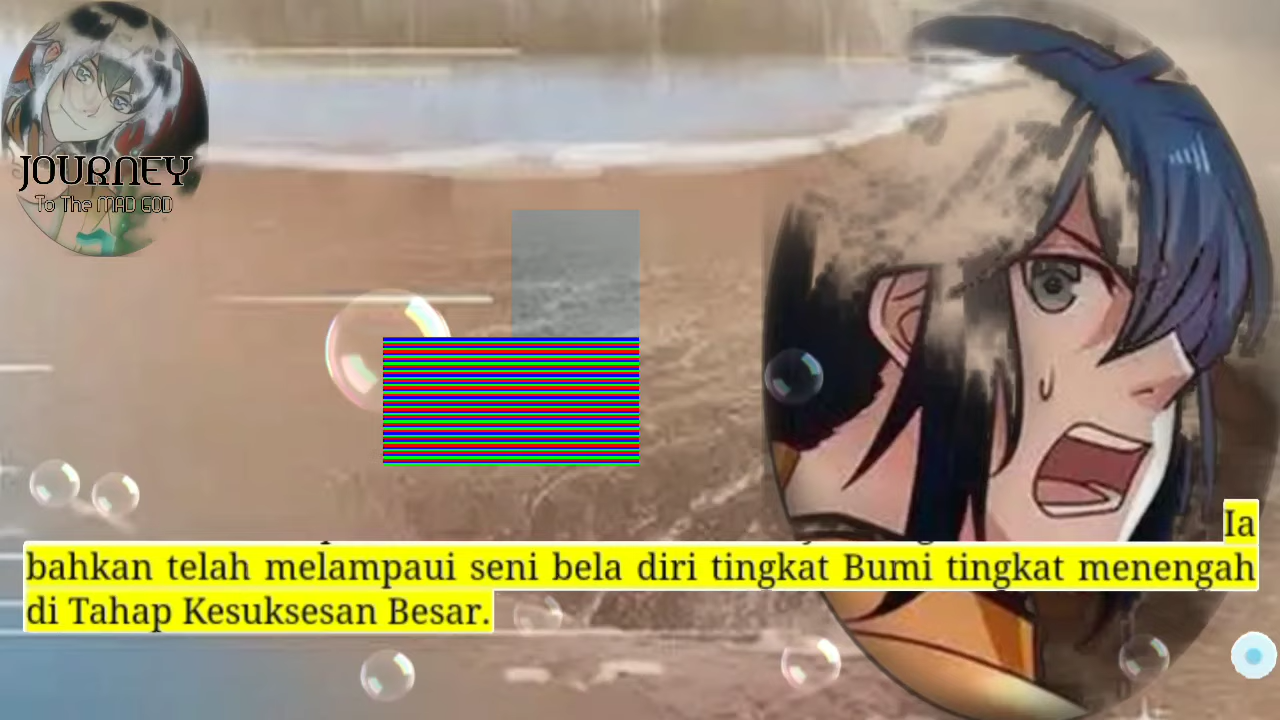 JOURNEY
To The MAD GOD
Ia
bahkan telah melampaui seni bela diri tingkat Bumi tingkat menengah
di Tahap Kesuksesan Besar.